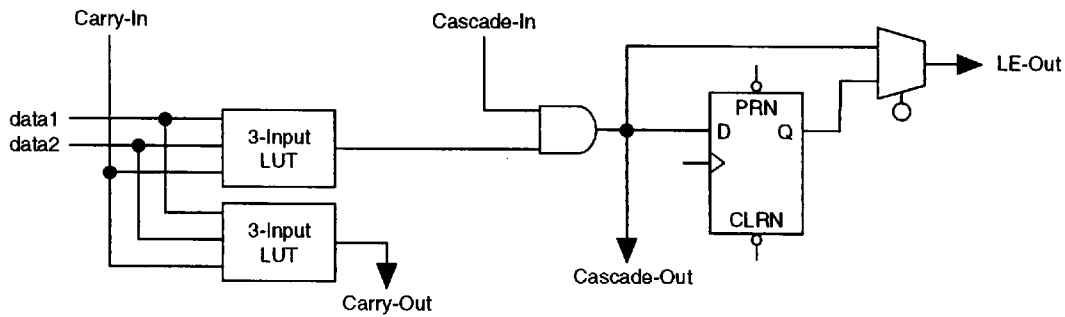 Carry-In
Cascade-In
LE-Out
data1
data2
3-Input
LUT
PRN
D
Q
CLRN
3-Input
LUT
Cascade-Out
Carry-Out